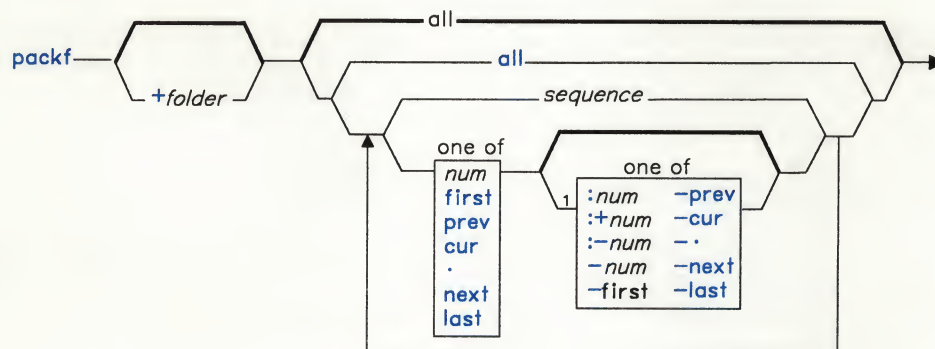 all
packf
+folder
all
sequence
one of
num
first
prev
cur
.
next
last
one of
1
:num -prev
:+num -cur
:-num -.
-num -next
-first -last